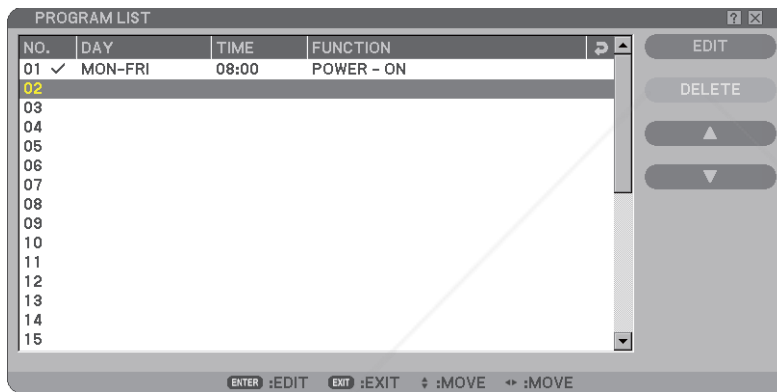 PROGRAM LIST
NO. DAY TIME FUNCTION
01 ✓ MON-FRI 08:00 POWER - ON
02
03
04
05
06
07
08
09
10
11
12
13
14
15
EDIT
DELETE
ENTER :EDIT EXIT :EXIT :MOVE :MOVE